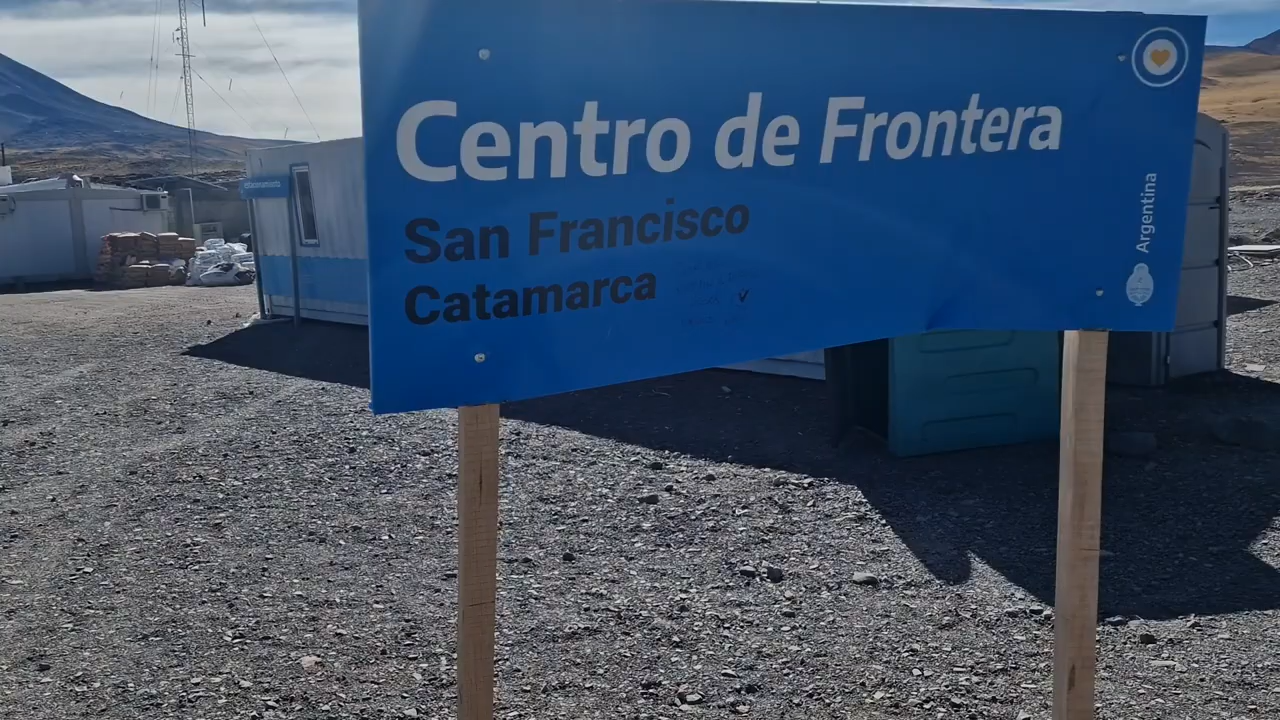 Centro de Frontera
San Francisco
Catamarca
Argentina